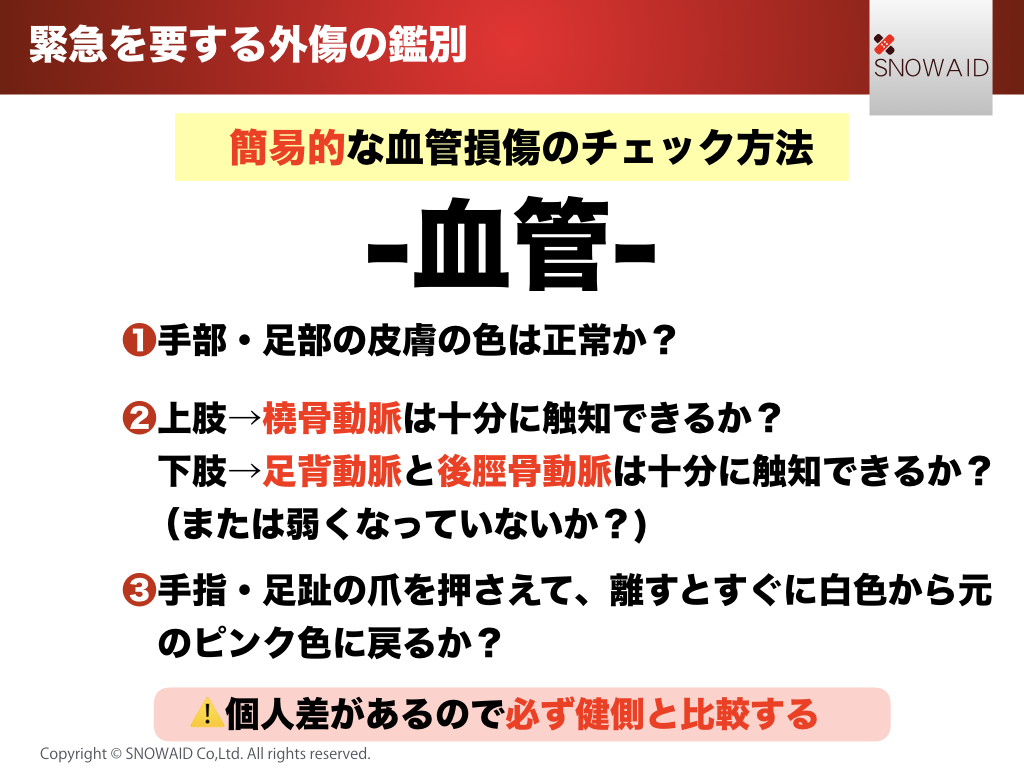 緊急を要する外傷の鑑別
SNOWAID
簡易的な血管損傷のチェック方法
-血管-
❶手部・足部の皮膚の色は正常か？
❷上肢→橈骨動脈は十分に触知できるか？
下肢→足背動脈と後脛骨動脈は十分に触知できるか？
（または弱くなっていないか？)
❸手指・足趾の爪を押さえて、離すとすぐに白色から元
のピンク色に戻るか？
⚠️個人差があるので必ず健側と比較する
Copyright © SNOWAID Co,Ltd. All rights reserved.